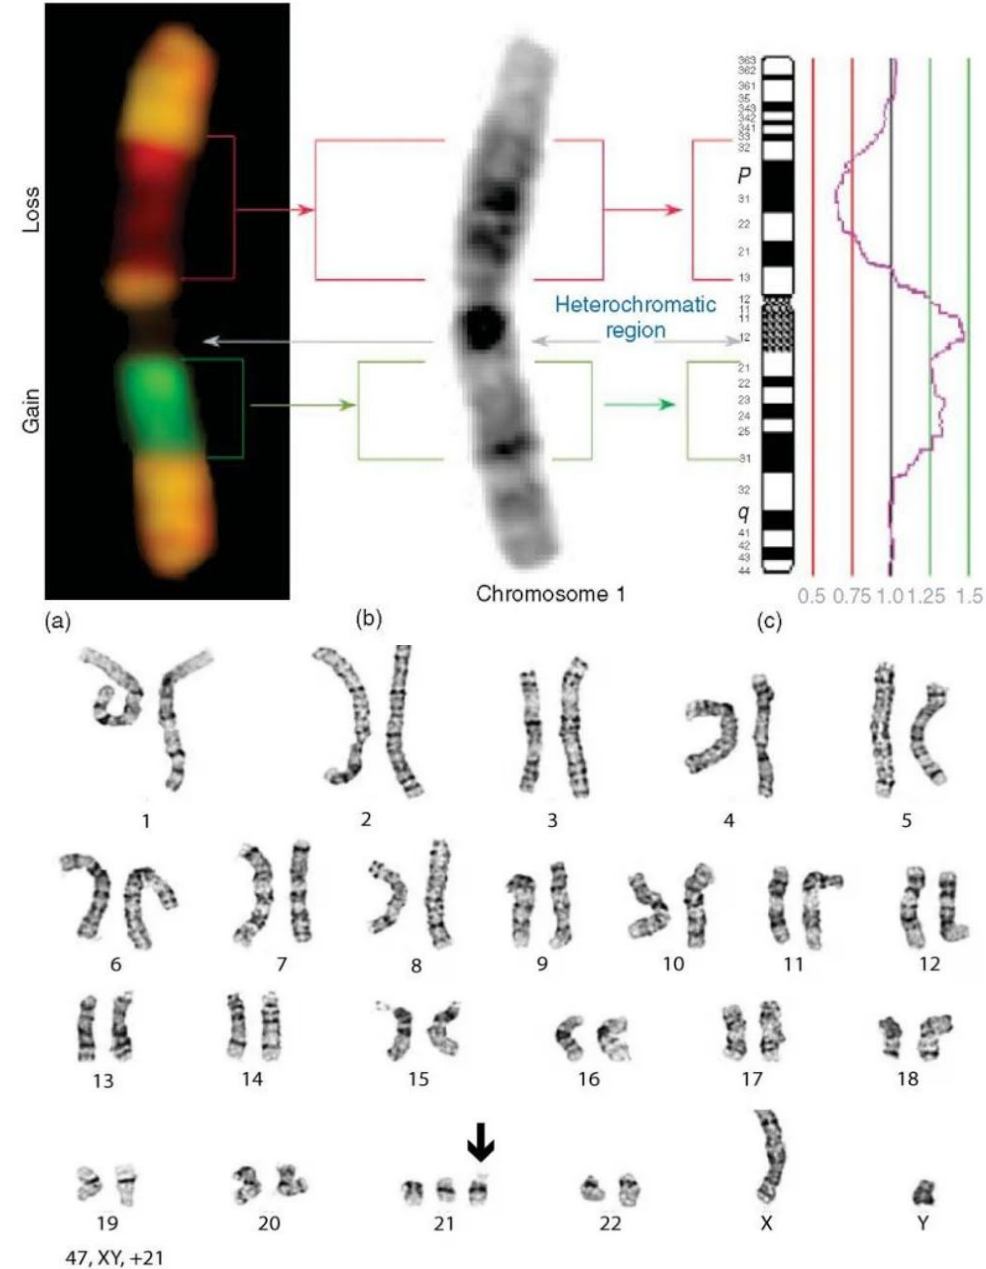 Loss
Gain
Heterochromatic
region
Chromosome 1
P
q
363
362
361
35
343
342
341
33
32
31
22
21
13
12
11
11
12
21
22
23
24
25
31
32
41
42
43
44
0.5 0.75 1.0 1.25 1.5
(a) (b) (c)
1 2 3 4 5
6 7 8 9 10 11 12
13 14 15 16 17 18
19 20 21 22 X Y
47, XY, +21